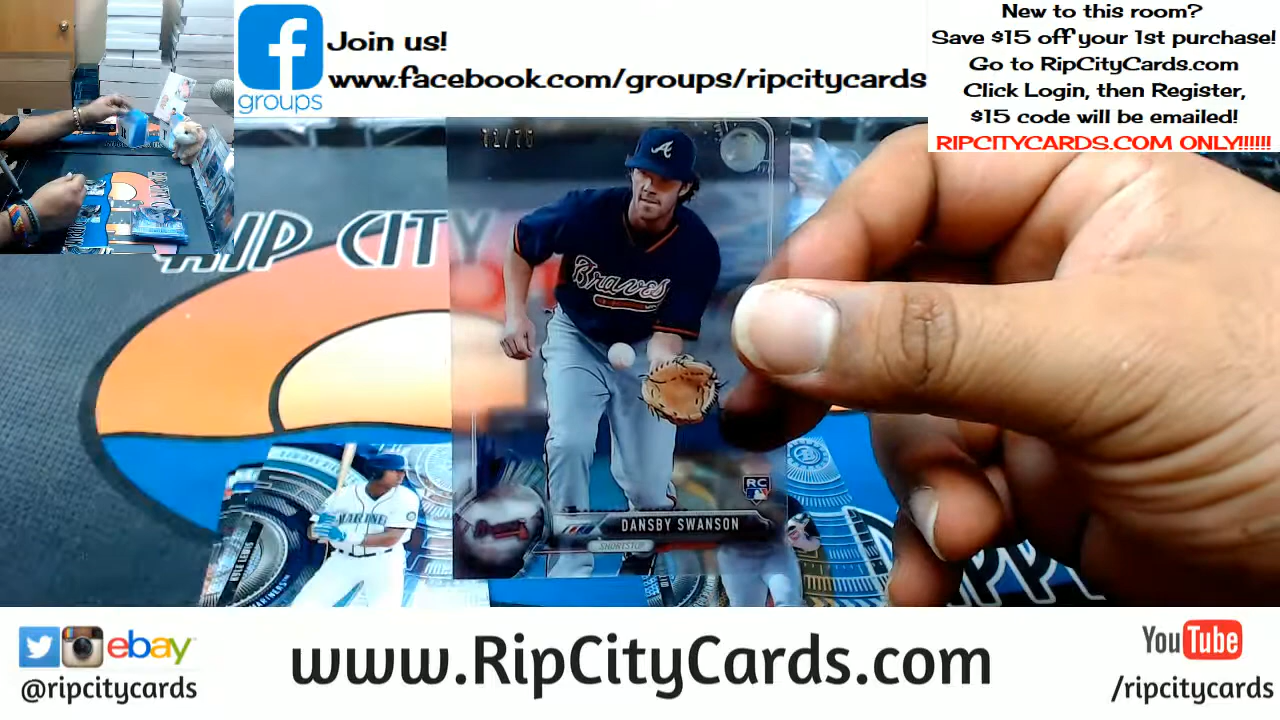 Join us!
www.facebook.com/groups/ripcitycards
groups
New to this room?
Save $15 off your 1st purchase!
Go to RipCityCards.com
Click Login, then Register,
$15 code will be emailed!
RIPCITYCARDS.COM ONLY!!!!!!
RIP CITY
Braves
RC
DANSBY SWANSON
SHORTSTOP
KYLE LEWIS
MARINERS
ebay
@ripcitycards
www.RipCityCards.com
YouTube
/ripcitycards